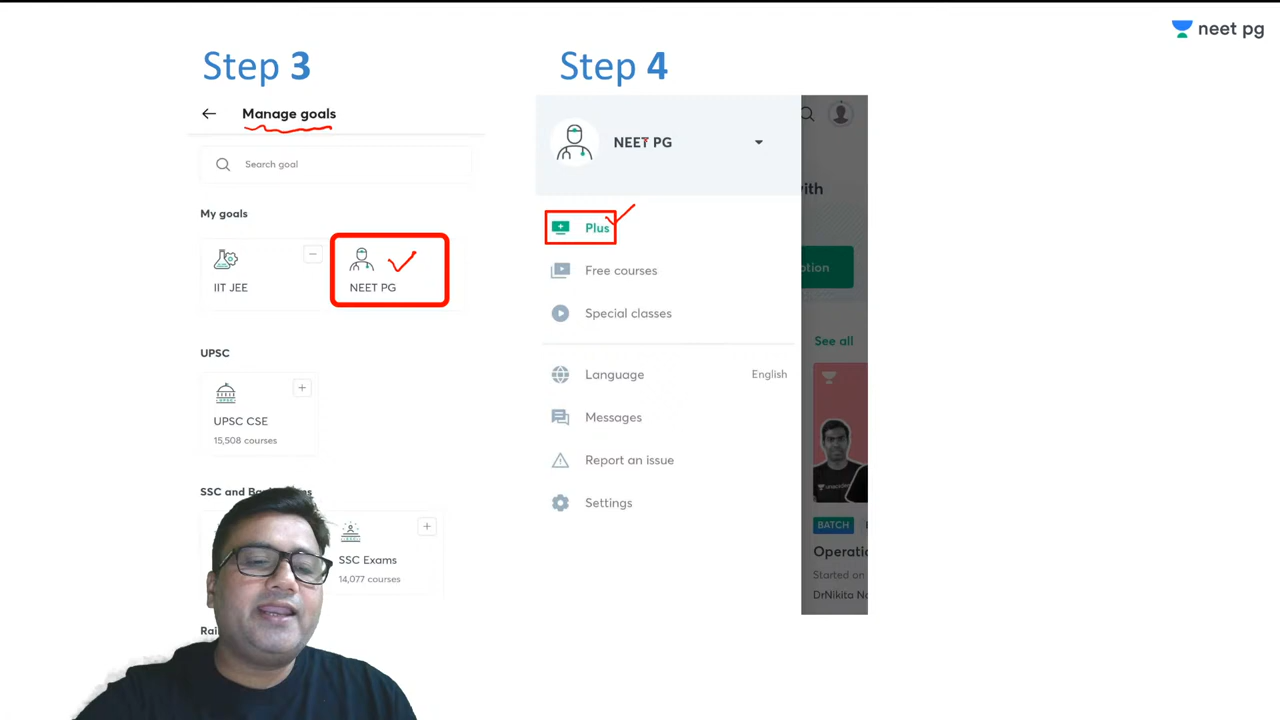 neet pg
Step 3
Manage goals
Search goal
My goals
IIT JEE
NEET PG
UPSC
UPSC CSE
15,508 courses
SSC and
SSC Exams
14,077 courses
Step 4
NEET PG
Plus
Free courses
Special classes
Language English
Messages
Report an issue
Settings
See all
BATCH
Started on